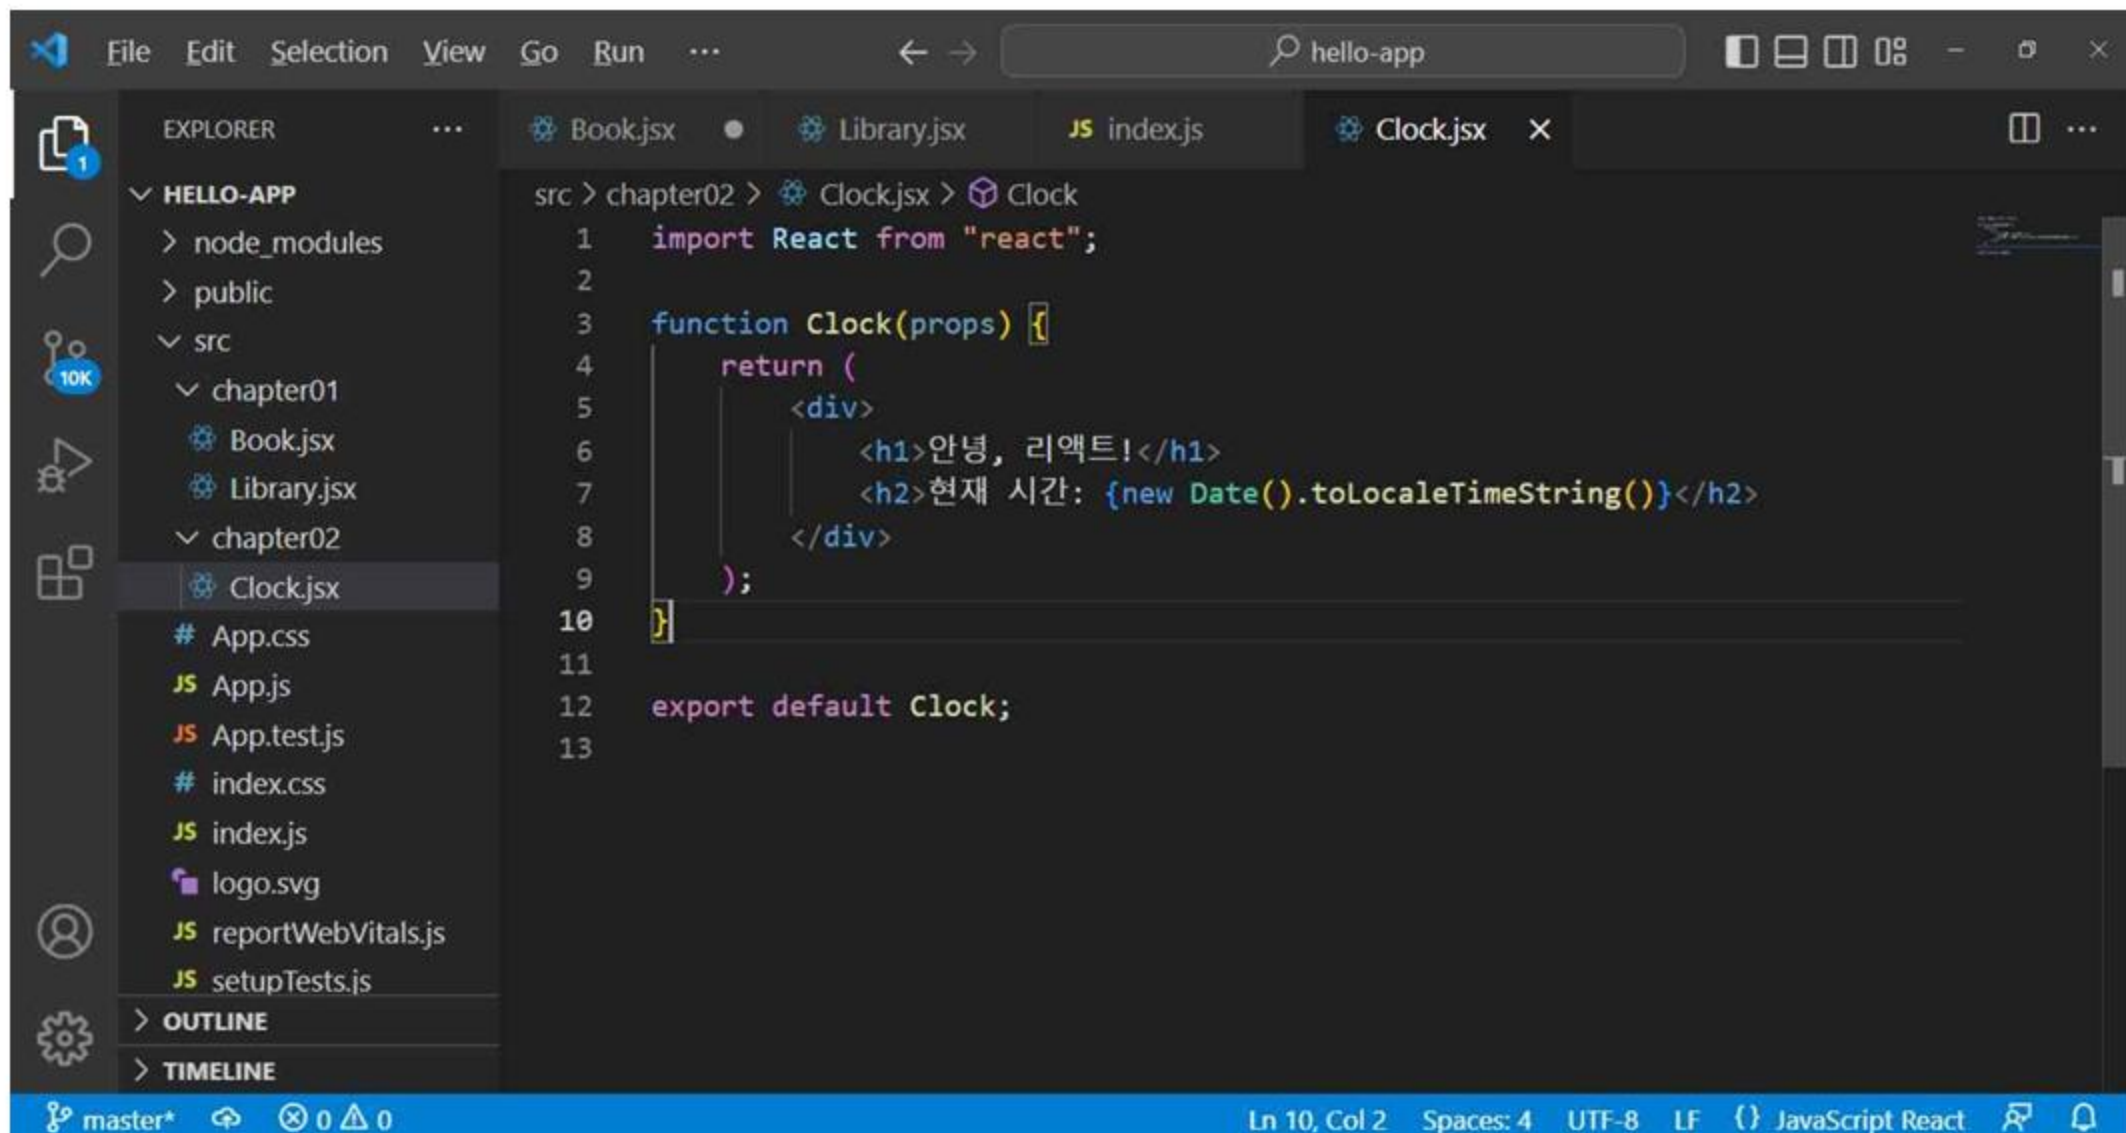 File Edit Selection View Go Run ... hello-app
EXPLORER ...
1
HELLO-APP
node_modules
public
src
10K
chapter01
Book.jsx
Library.jsx
chapter02
Clock.jsx
# App.css
JS App.js
JS App.test.js
# index.css
JS index.js
logo.svg
JS reportWebVitals.js
JS setupTests.js
OUTLINE
TIMELINE
Book.jsx Library.jsx JS index.js Clock.jsx
src > chapter02 > Clock.jsx > Clock
1 import React from "react";
2
3 function Clock(props) {
4 return (
5 <div>
6 <h1>안녕, 리액트!</h1>
7 <h2>현재 시간: {new Date().toLocaleTimeString()}</h2>
8 </div>
9 );
10 }
11
12 export default Clock;
13
master* 0 0 Ln 10, Col 2 Spaces: 4 UTF-8 LF {} JavaScript React